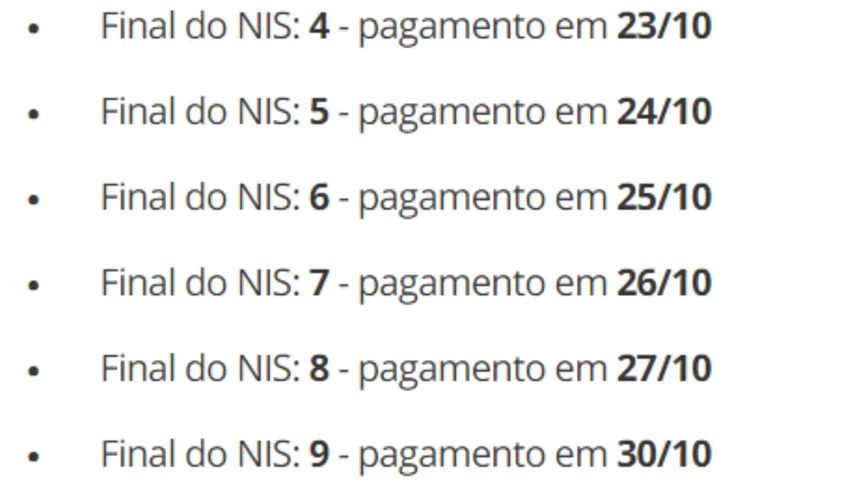 • Final do NIS: 4 - pagamento em 23/10
• Final do NIS: 5 - pagamento em 24/10
• Final do NIS: 6 - pagamento em 25/10
• Final do NIS: 7 - pagamento em 26/10
• Final do NIS: 8 - pagamento em 27/10
• Final do NIS: 9 - pagamento em 30/10